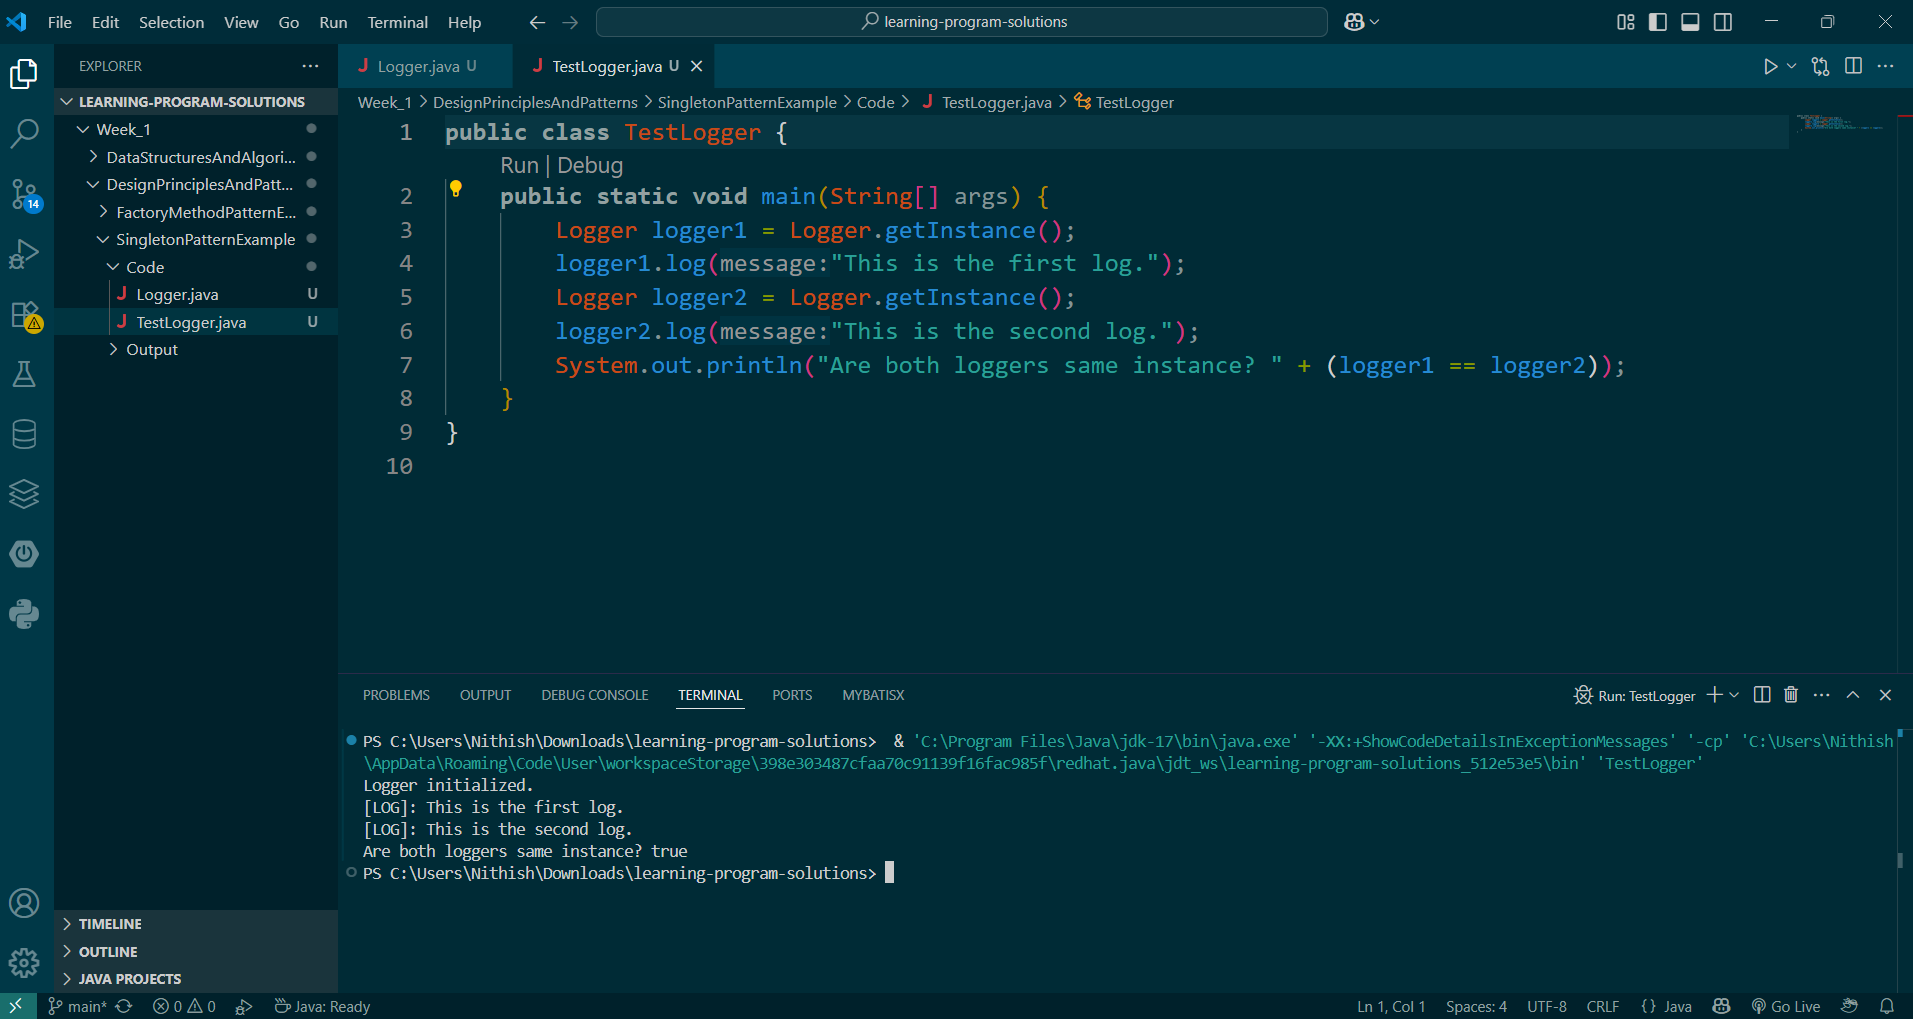 File Edit Selection View Go Run Terminal Help
learning-program-solutions
EXPLORER
LEARNING-PROGRAM-SOLUTIONS
Week_1
DataStructuresAndAlgori...
DesignPrinciplesAndPatt...
FactoryMethodPatternE...
SingletonPatternExample
Code
Logger.java U
TestLogger.java U
Output
TIMELINE
OUTLINE
JAVA PROJECTS
14
Logger.java U
TestLogger.java U
Week_1 > DesignPrinciplesAndPatterns > SingletonPatternExample > Code > TestLogger.java > TestLogger
1 public class TestLogger {
Run | Debug
2 public static void main(String[] args) {
3 Logger logger1 = Logger.getInstance();
4 logger1.log(message:"This is the first log.");
5 Logger logger2 = Logger.getInstance();
6 logger2.log(message:"This is the second log.");
7 System.out.println("Are both loggers same instance? " + (logger1 == logger2));
8 }
9 }
10
PROBLEMS OUTPUT DEBUG CONSOLE TERMINAL PORTS MYBATISX
Run: TestLogger
PS C:\Users\Nithish\Downloads\learning-program-solutions> & 'C:\Program Files\Java\jdk-17\bin\java.exe' '-XX:+ShowCodeDetailsInExceptionMessages' '-cp' 'C:\Users\Nithish
\AppData\Roaming\Code\User\workspaceStorage\398e303487cfaa70c91139f16fac985f\redhat.java\jdt_ws\learning-program-solutions_512e53e5\bin' 'TestLogger'
Logger initialized.
[LOG]: This is the first log.
[LOG]: This is the second log.
Are both loggers same instance? true
PS C:\Users\Nithish\Downloads\learning-program-solutions>
main* 0 0 Java: Ready
Ln 1, Col 1 Spaces: 4 UTF-8 CRLF {} Java Go Live